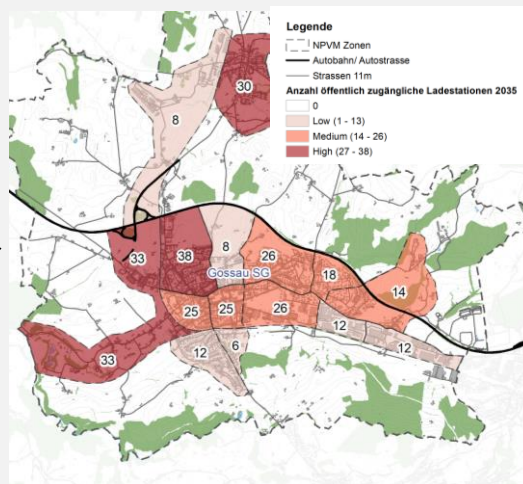 Legende
NPVM Zonen
Autobahn/ Autostrasse
Strassen 11m
Anzahl öffentlich zugängliche Ladestationen 2035
0
Low (1 - 13)
Medium (14 - 26)
High (27 - 38)
30
8
33
38
8
26
Gossau SG
18
14
25
25
26
12
12
12
6
33